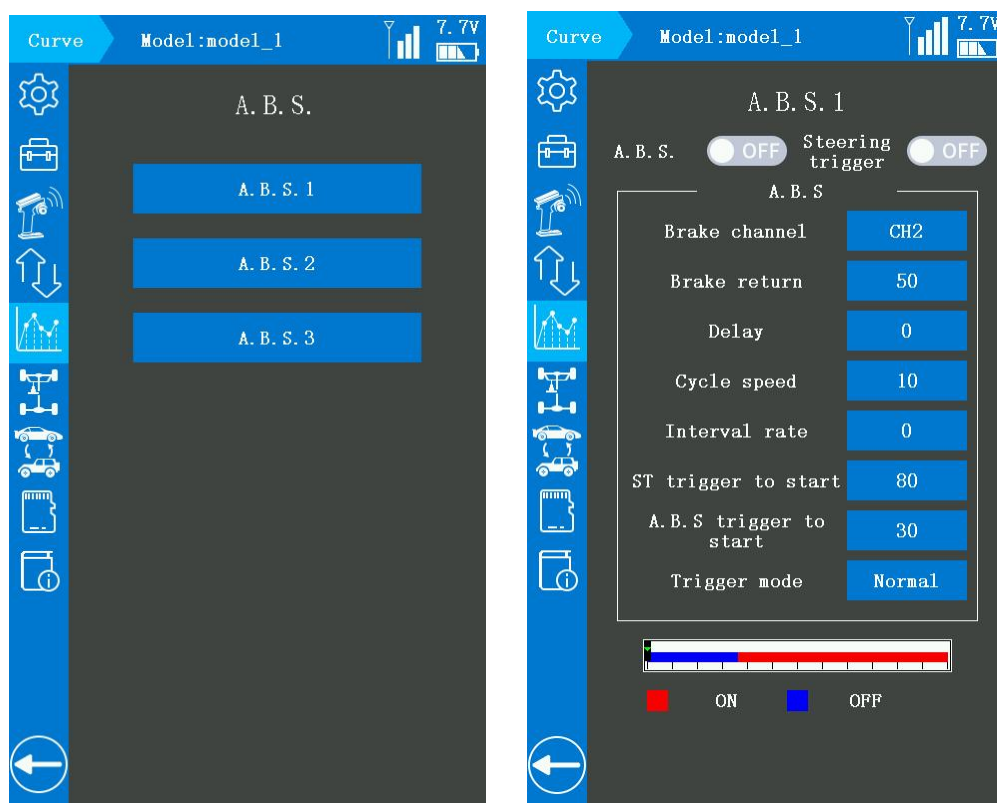 Curve
Model:model_1
7.7V
A.B.S.
A.B.S.1
A.B.S.2
A.B.S.3
Curve
Model:model_1
7.7V
A.B.S.1
A.B.S.
OFF
Steering
trigger
OFF
A.B.S
Brake channel
CH2
Brake return
50
Delay
0
Cycle speed
10
Interval rate
0
ST trigger to start
80
A.B.S trigger to
start
30
Trigger mode
Normal
ON
OFF